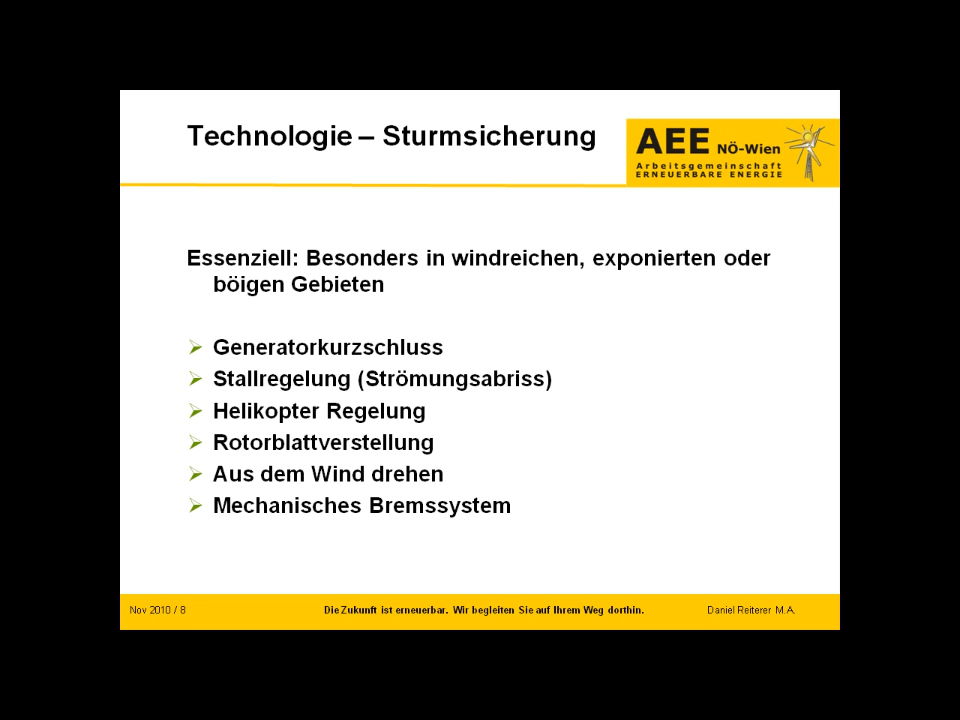 Technologie – Sturmsicherung
AEE NÖ-Wien
Arbeitsgemeinschaft
ERNEUERBARE ENERGIE
Essenziell: Besonders in windreichen, exponierten oder
böigen Gebieten
Generatorkurzschluss
Stallregelung (Strömungsabriss)
Helikopter Regelung
Rotorblattverstellung
Aus dem Wind drehen
Mechanisches Bremssystem
Nov 2010 / 8 Die Zukunft ist erneuerbar. Wir begleiten Sie auf Ihrem Weg dorthin. Daniel Reiterer M.A.